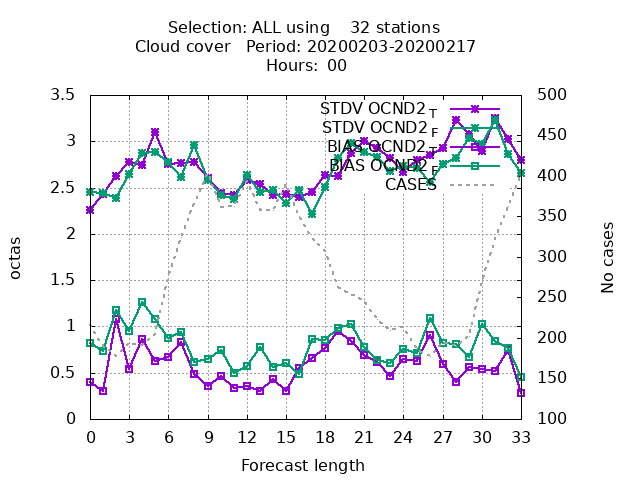 Selection: ALL using    32 stations
Cloud cover   Period: 20200203-20200217
Hours:  00
STDV OCND2 T
STDV OCND2 F
BIAS OCND2 T
BIAS OCND2 F
CASES
octas
3.5
3
2.5
2
1.5
1
0.5
0
500
450
400
350
300
250
200
150
100
No cases
0 3 6 9 12 15 18 21 24 27 30 33
Forecast length